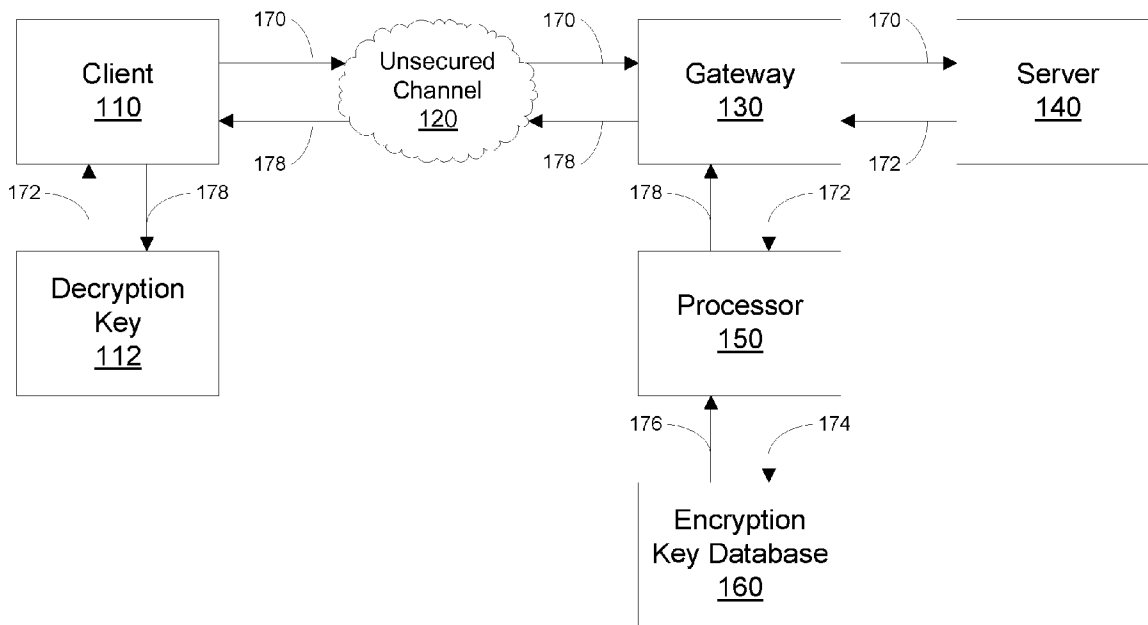 170
170
170
Client
110
Unsecured
Channel
120
Gateway
130
Server
140
178
178
172
172
178
178
172
Decryption
Key
112
Processor
150
176
174
Encryption
Key Database
160